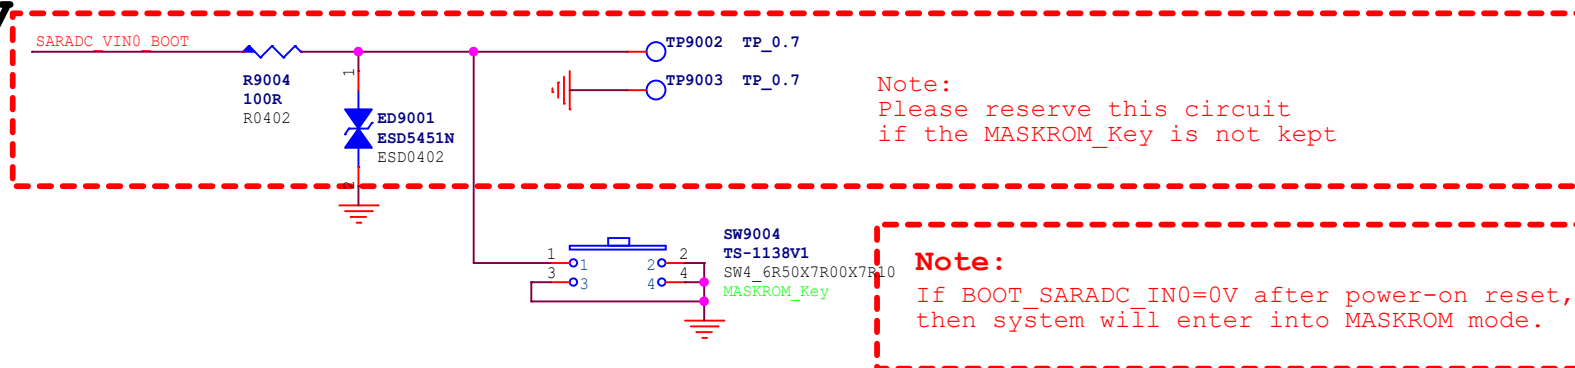 SARADC_VIN0_BOOT
R9004
100R
R0402
1
2
ED9001
ESD5451N
ESD0402
TP9002 TP_0.7
TP9003 TP_0.7
Note:
Please reserve this circuit
if the MASKROM_Key is not kept
SW9004
TS-1138V1
SW4_6R50X7R00X7R10
MASKROM_Key
1 1 2 2
3 3 4 4
Note:
If BOOT_SARADC_IN0=0V after power-on reset,
then system will enter into MASKROM mode.